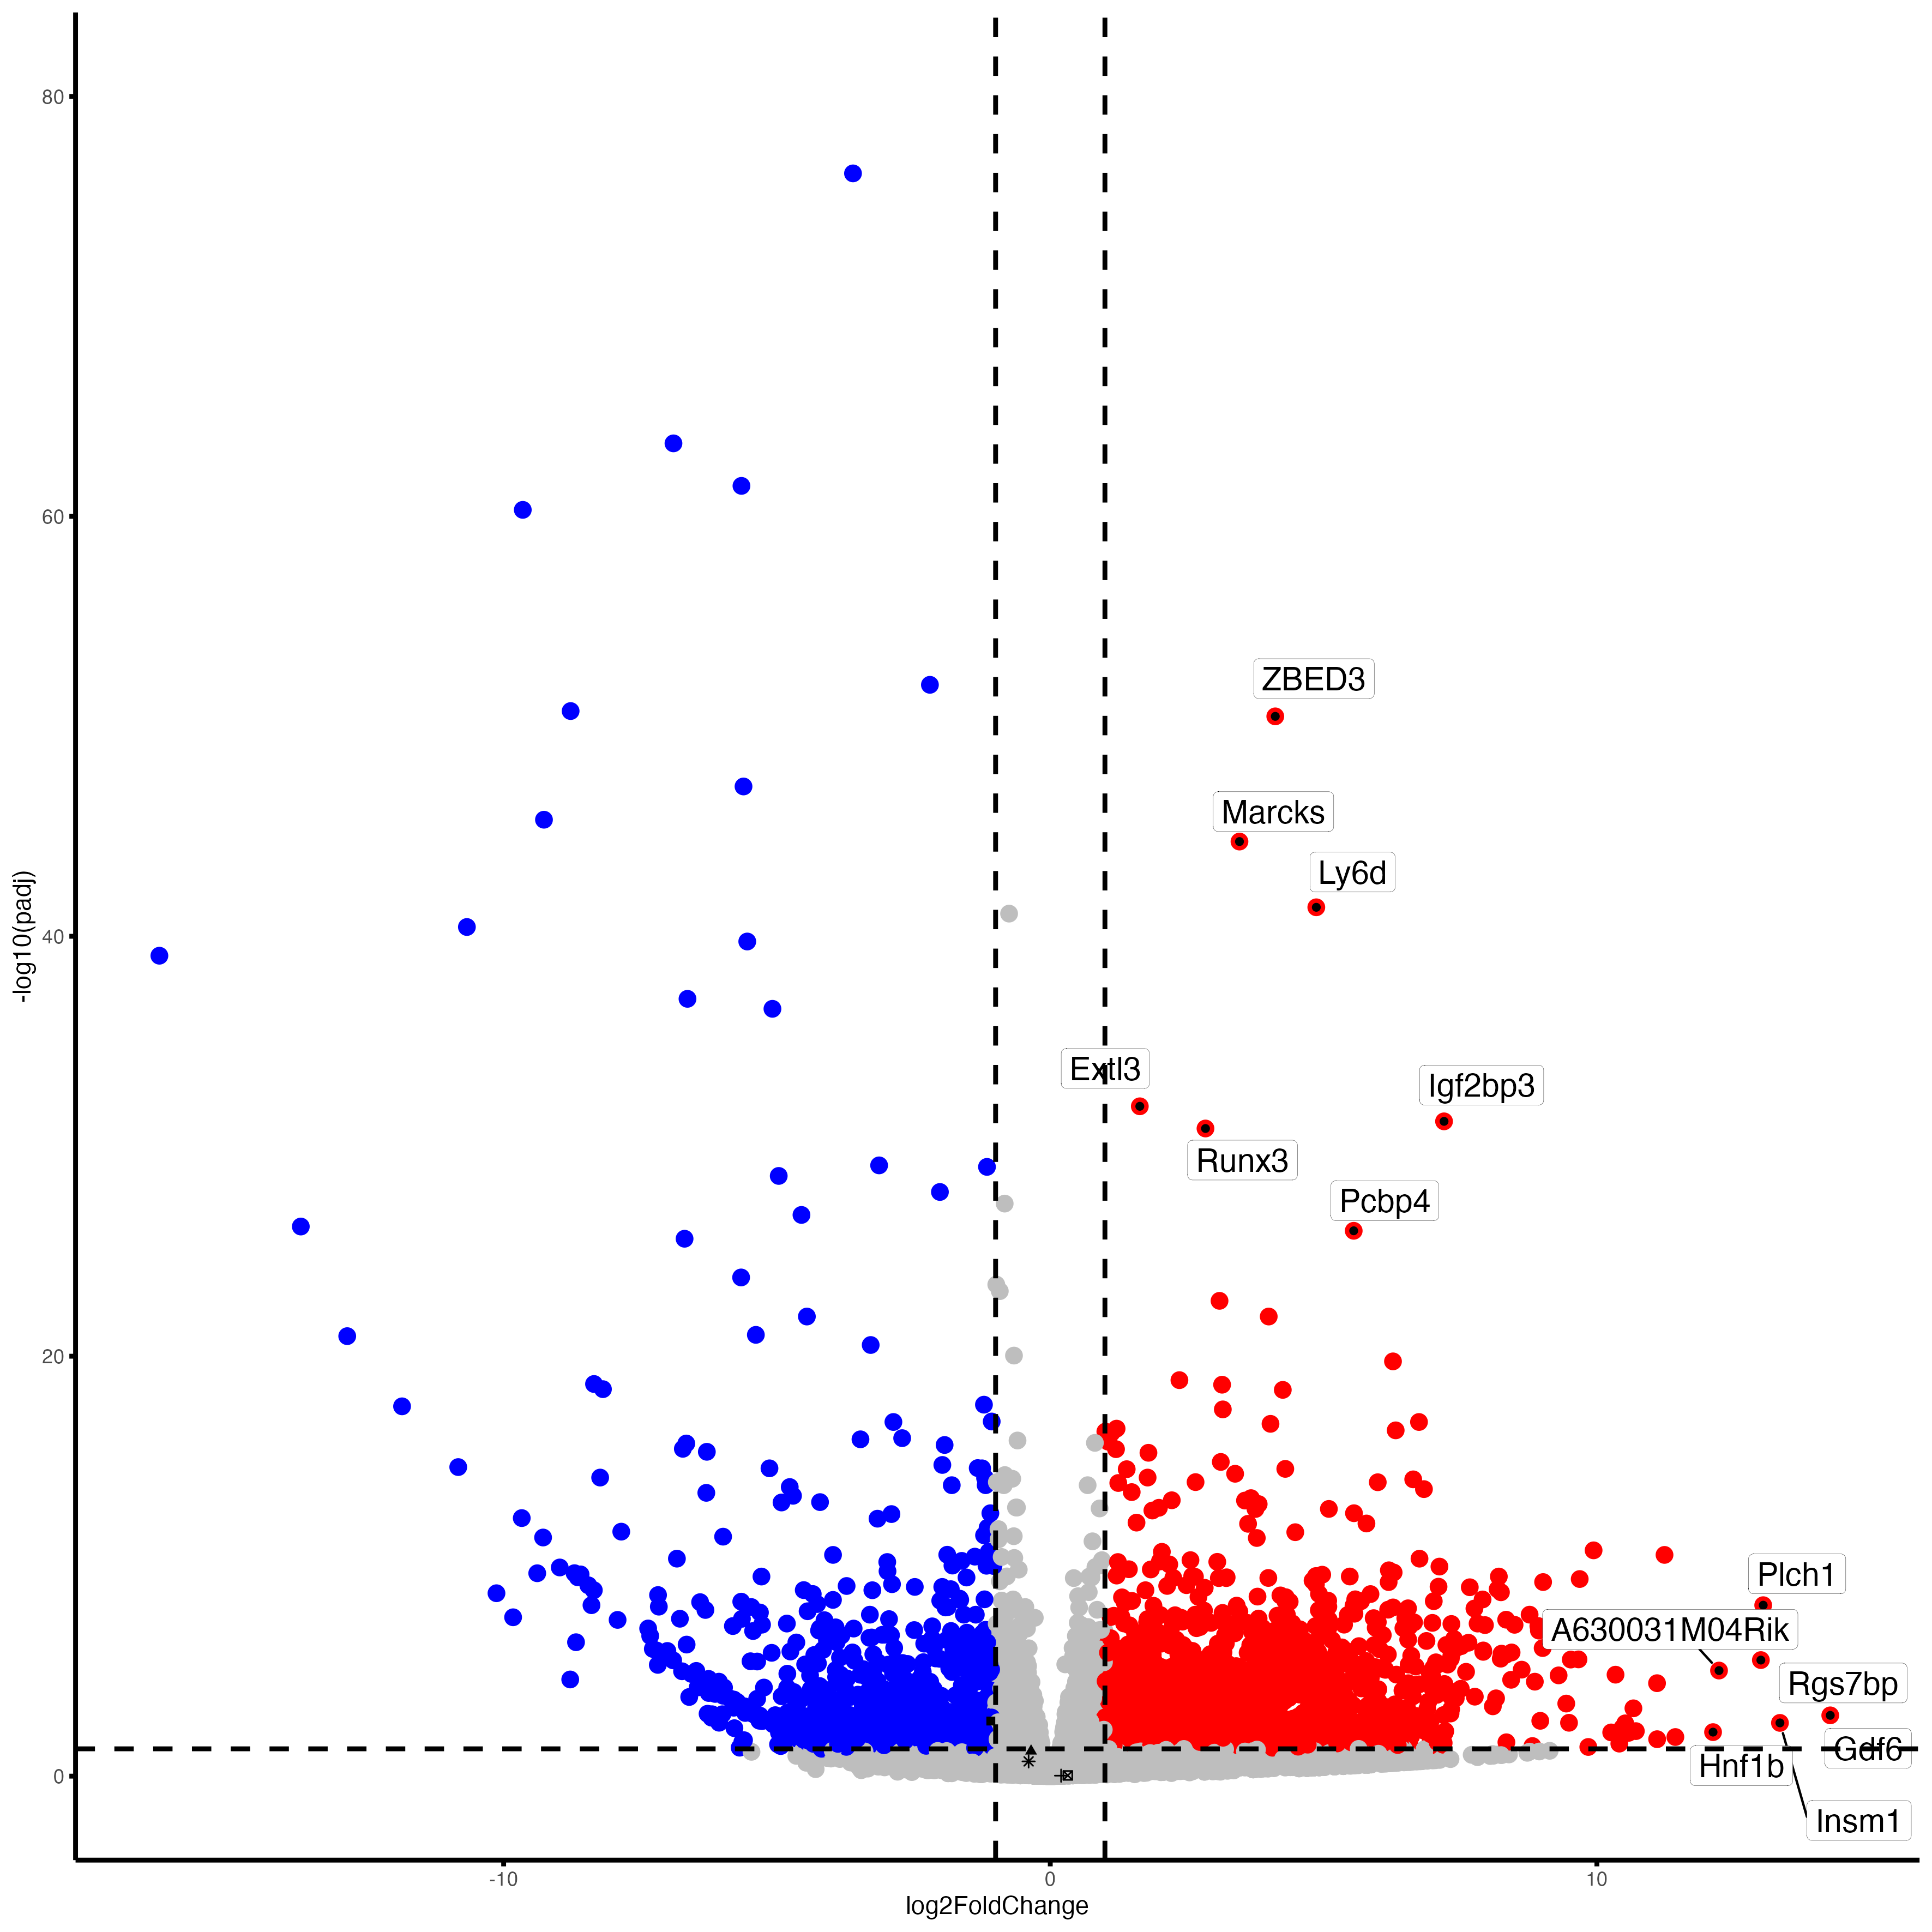 80
60
40
20
0
-log10(padj)
ZBED3
Marcks
Ly6d
Extl3
Igf2bp3
Runx3
Pcbp4
Plch1
A630031M04Rik
Rgs7bp
Gdf6
Hnf1b
Insm1
-10
0
10
log2FoldChange